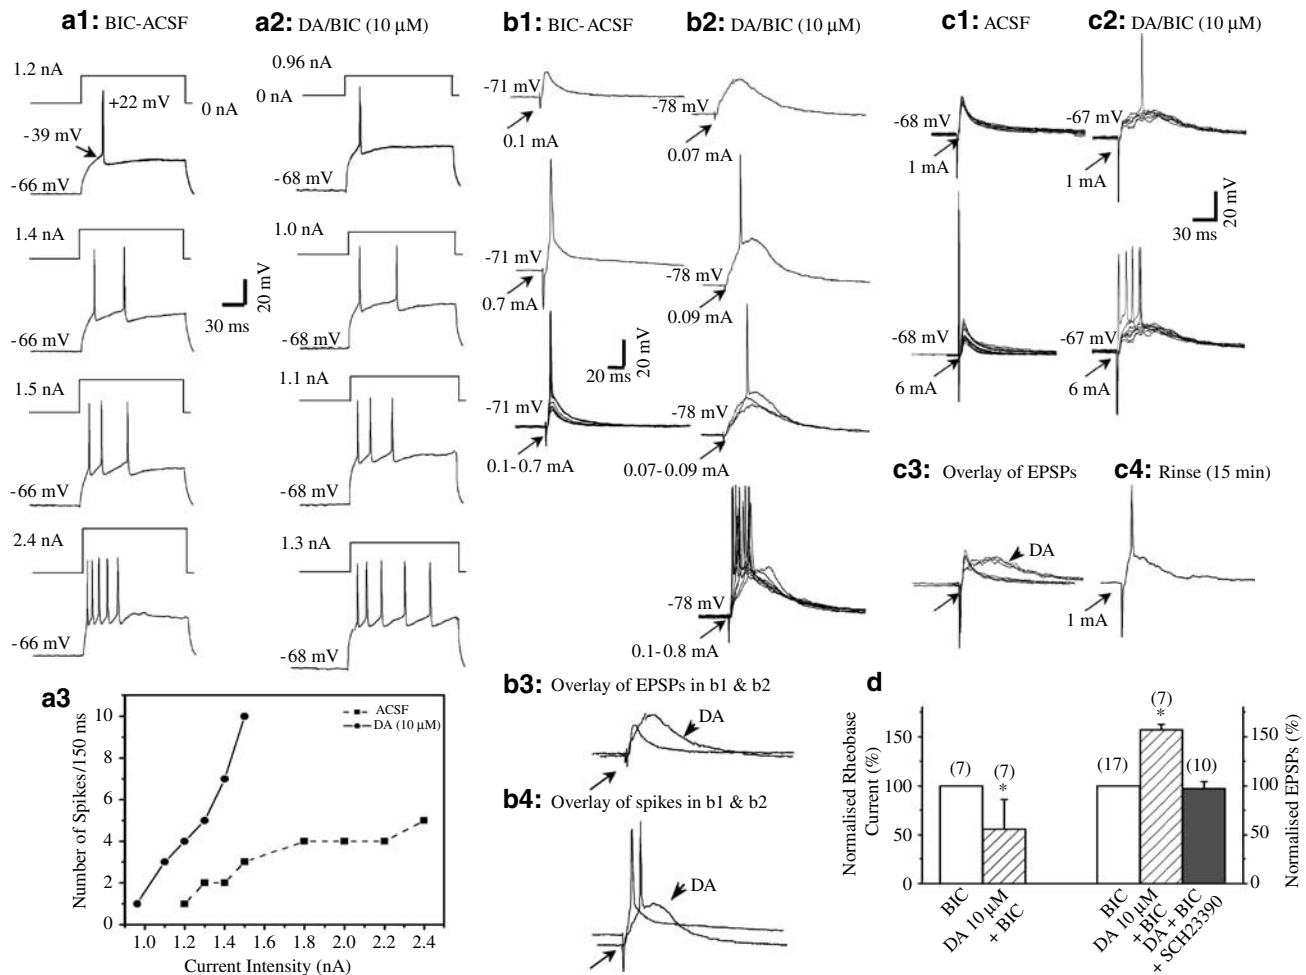 a1: BIC-ACSF
1.2 nA
0 nA
+22 mV
-39 mV
-66 mV
1.4 nA
-66 mV
30 ms
20 mV
1.5 nA
-66 mV
2.4 nA
-66 mV
a2: DA/BIC (10 µM)
0.96 nA
0 nA
-68 mV
1.0 nA
-68 mV
1.1 nA
-68 mV
1.3 nA
-68 mV
a3
Number of Spikes/150 ms
10
8
6
4
2
0
ACSF
DA (10 µM)
1.0 1.2 1.4 1.6 1.8 2.0 2.2 2.4
Current Intensity (nA)
b1: BIC-ACSF
-71 mV
0.1 mA
-71 mV
0.7 mA
20 ms
20 mV
-71 mV
0.1-0.7 mA
b2: DA/BIC (10 µM)
-78 mV
0.07 mA
-78 mV
0.09 mA
-78 mV
0.07-0.09 mA
-78 mV
0.1-0.8 mA
b3: Overlay of EPSPs in b1 & b2
DA
b4: Overlay of spikes in b1 & b2
DA
c1: ACSF
-68 mV
1 mA
-68 mV
6 mA
c2: DA/BIC (10 µM)
-67 mV
1 mA
30 ms
20 mV
-67 mV
6 mA
c3: Overlay of EPSPs
DA
c4: Rinse (15 min)
1 mA
d
Normalised Rheobase
Current (%)
150
100
50
0
(7)
(7)
*
(17)
(7)
*
(10)
150
100
50
0
Normalised EPSPs (%)
BIC
DA 10 µM
+ BIC
BIC
DA 10 µM
+ BIC
DA + BIC
+ SCH23390